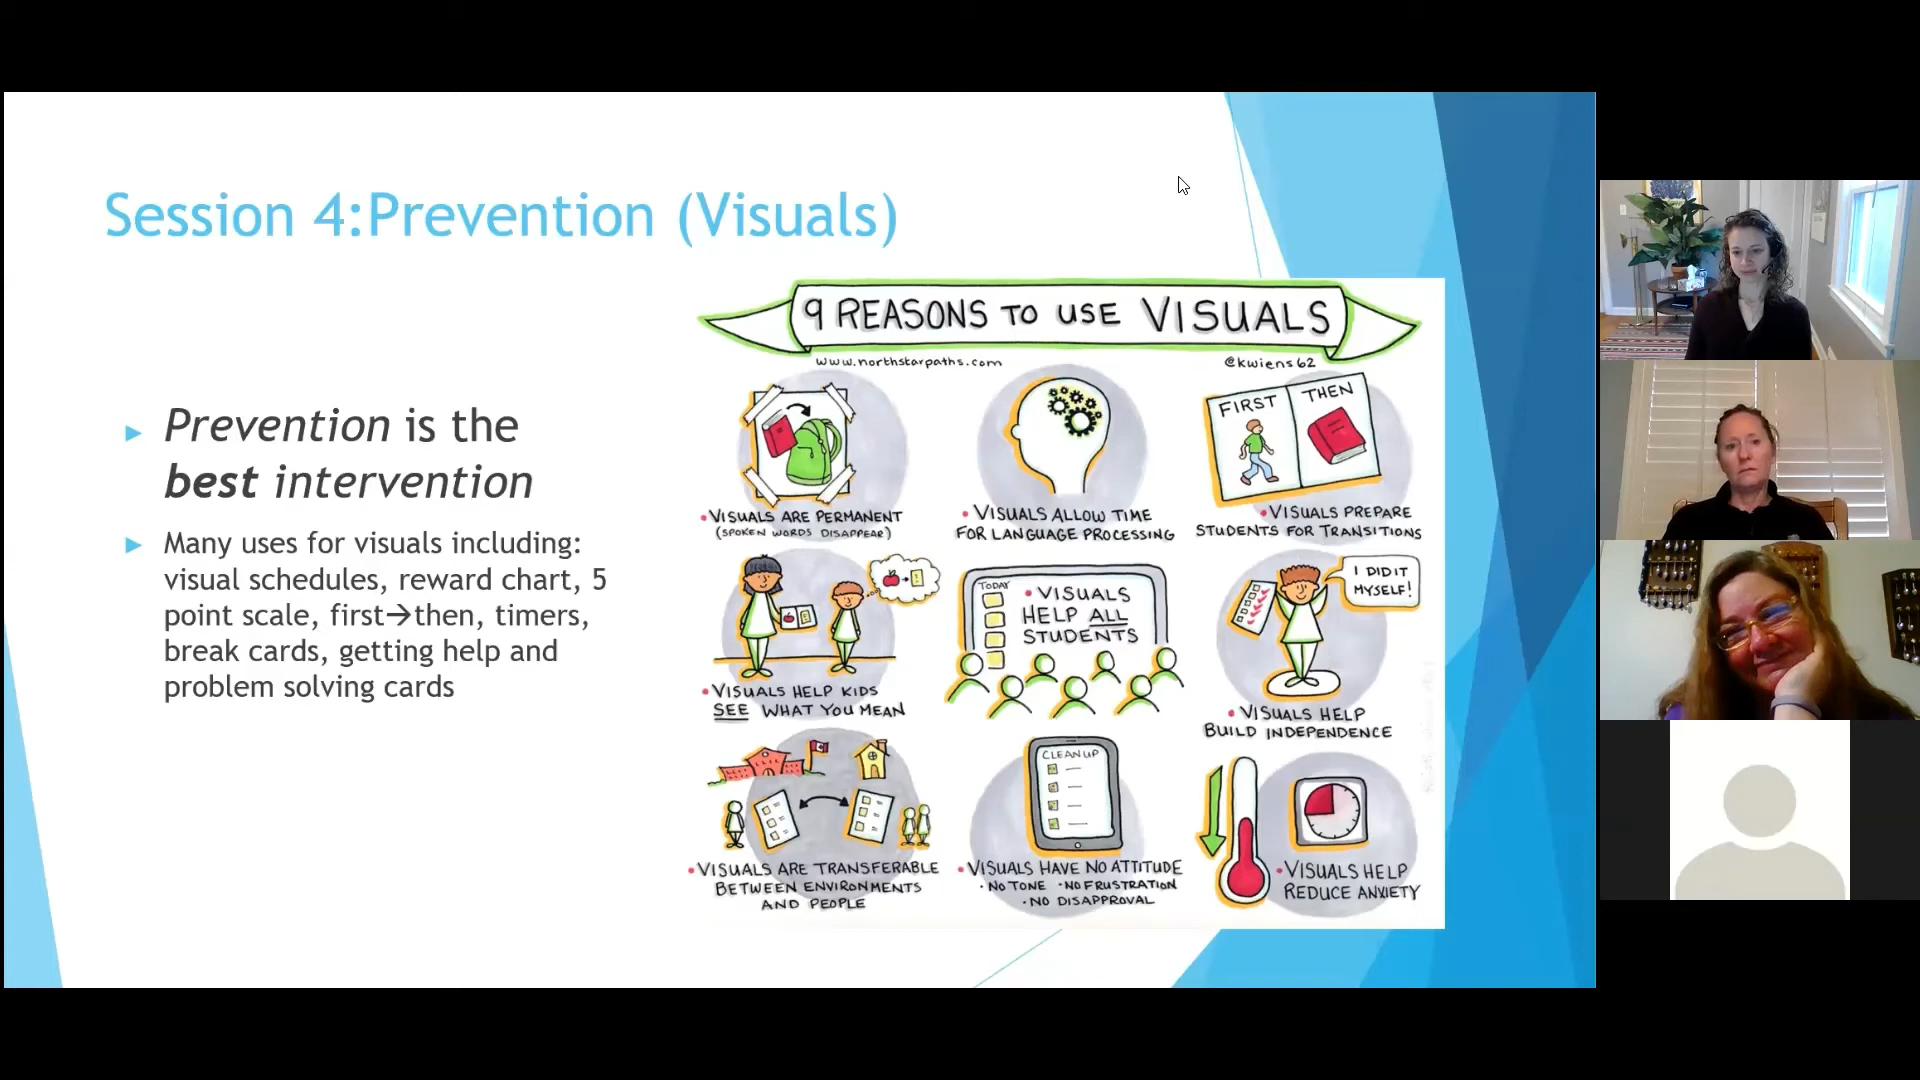 Session 4:Prevention (Visuals)
Prevention is the
best intervention
Many uses for visuals including:
visual schedules, reward chart, 5
point scale, first→then, timers,
break cards, getting help and
problem solving cards
9 REASONS TO USE VISUALS
www.northstarpaths.com
@kwiens62
• VISUALS ARE PERMANENT
(SPOKEN WORDS DISAPPEAR)
• VISUALS ALLOW TIME
FOR LANGUAGE PROCESSING
FIRST
THEN
• VISUALS PREPARE
STUDENTS FOR TRANSITIONS
• VISUALS HELP KIDS
SEE WHAT YOU MEAN
TODAY
• VISUALS
HELP ALL
STUDENTS
I DID IT
MYSELF!
• VISUALS HELP
BUILD INDEPENDENCE
• VISUALS ARE TRANSFERABLE
BETWEEN ENVIRONMENTS
AND PEOPLE
CLEAN UP
• VISUALS HAVE NO ATTITUDE
• NO TONE • NO FRUSTRATION
• NO DISAPPROVAL
• VISUALS HELP
REDUCE ANXIETY